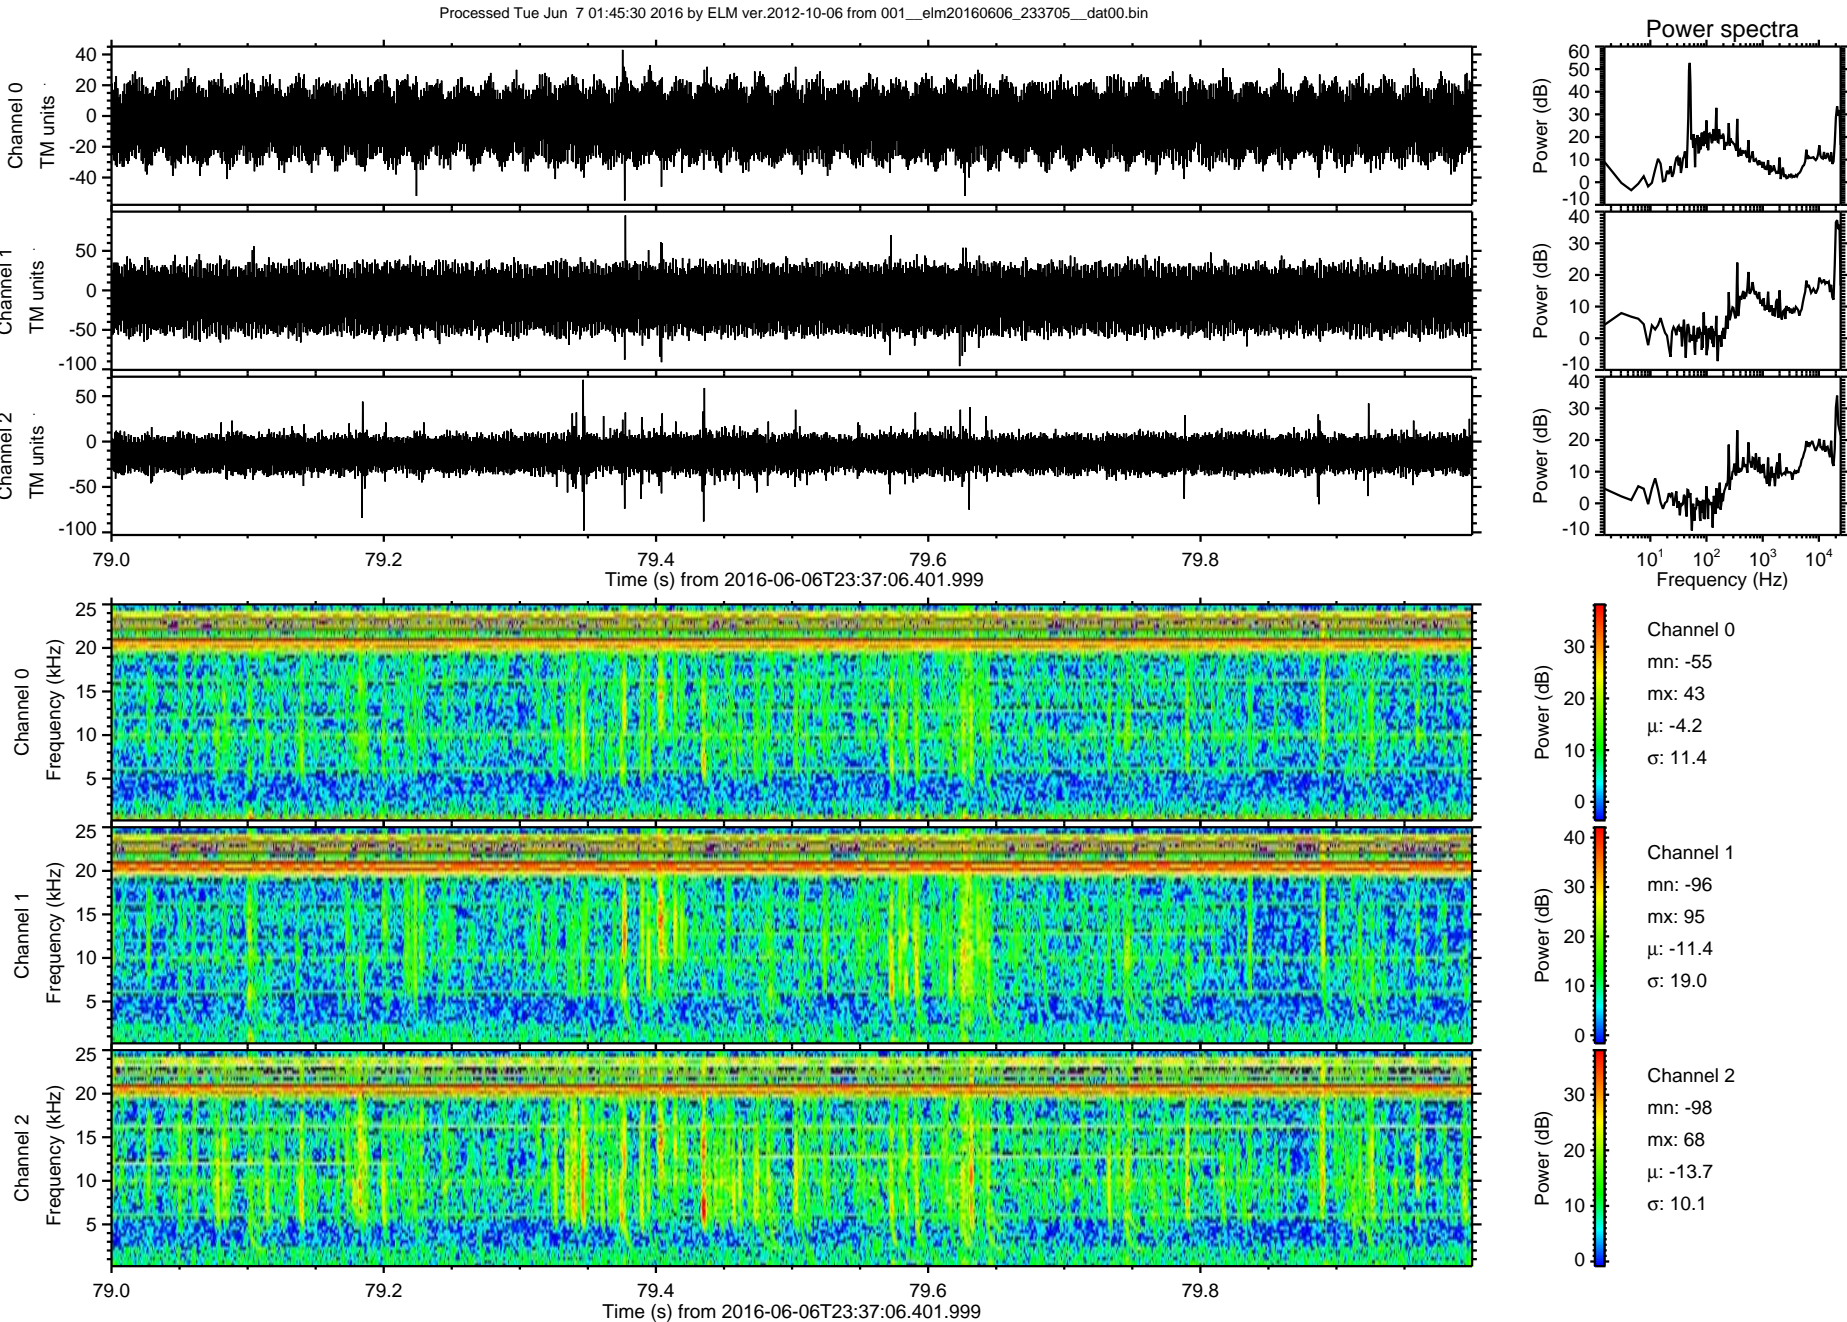 Processed Tue Jun  7 01:45:30 2016 by ELM ver.2012-10-06 from 001__elm20160606_233705__dat00.bin
Power spectra
Channel 0
TM units
40
20
0
-20
-40
Power (dB)
60
50
40
30
20
10
0
-10
Channel 1
TM units
50
0
-50
-100
Power (dB)
40
30
20
10
0
-10
Channel 2
TM units
50
0
-50
-100
Power (dB)
40
30
20
10
0
-10
79.0 79.2 79.4 79.6 79.8
Time (s) from 2016-06-06T23:37:06.401.999
10¹ 10² 10³ 10⁴
Frequency (Hz)
Channel 0
Frequency (kHz)
25
20
15
10
5
Power (dB)
30
20
10
0
Channel 0
mn: -55
mx: 43
μ: -4.2
σ: 11.4
Channel 1
Frequency (kHz)
25
20
15
10
5
Power (dB)
40
30
20
10
0
Channel 1
mn: -96
mx: 95
μ: -11.4
σ: 19.0
Channel 2
Frequency (kHz)
25
20
15
10
5
Power (dB)
30
20
10
0
Channel 2
mn: -98
mx: 68
μ: -13.7
σ: 10.1
79.0 79.2 79.4 79.6 79.8
Time (s) from 2016-06-06T23:37:06.401.999